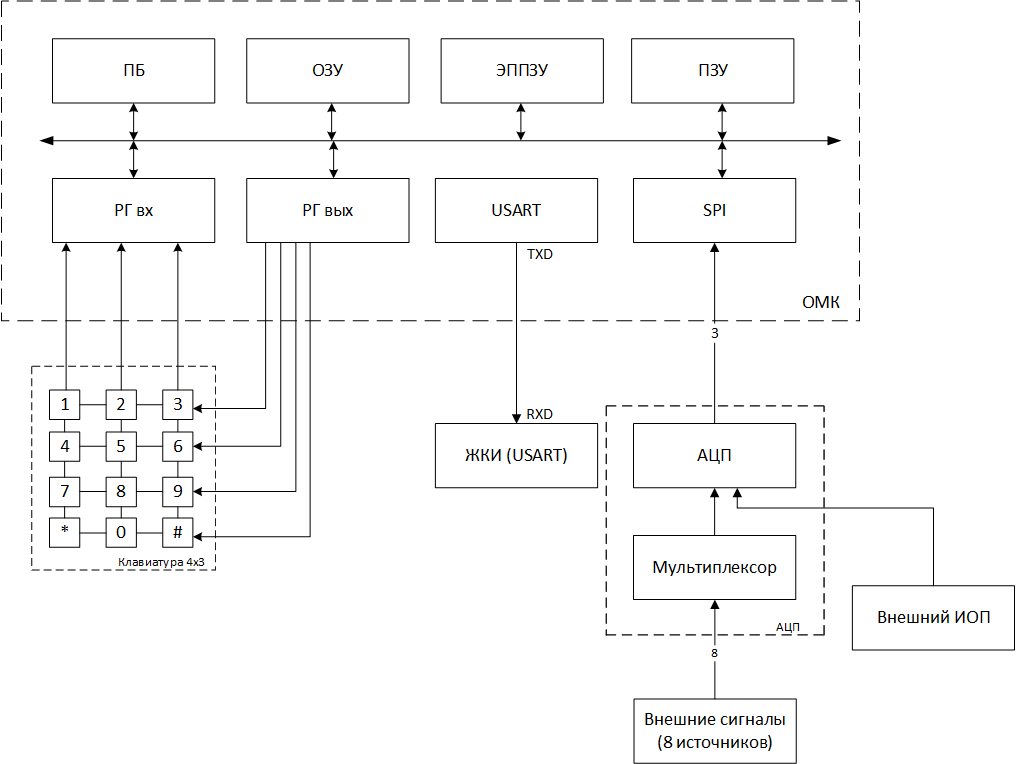 ПБ
ОЗУ
ЭППЗУ
ПЗУ
РГ вх
РГ вых
USART
SPI
TXD
ОМК
3
1
2
3
4
5
6
7
8
9
*
0
#
Клавиатура 4х3
RXD
ЖКИ (USART)
АЦП
Мультиплексор
АЦП
Внешний ИОП
8
Внешние сигналы
(8 источников)